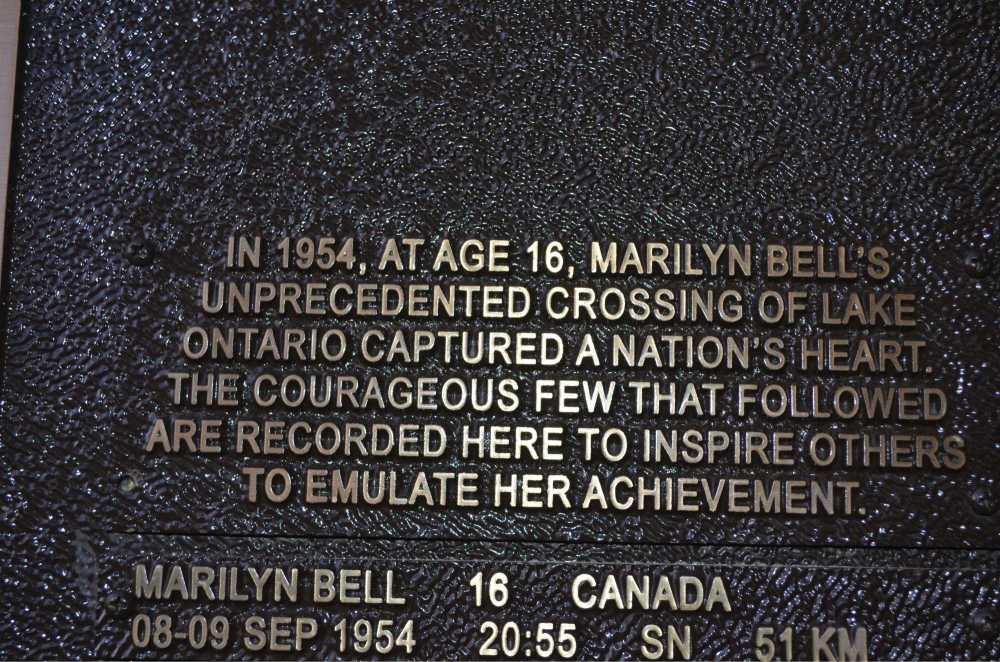 IN 1954, AT AGE 16, MARILYN BELL'S
UNPRECEDENTED CROSSING OF LAKE
ONTARIO CAPTURED A NATION'S HEART.
THE COURAGEOUS FEW THAT FOLLOWED
ARE RECORDED HERE TO INSPIRE OTHERS
TO EMULATE HER ACHIEVEMENT.
MARILYN BELL 16 CANADA
08-09 SEP 1954 20:55 SN 51 KM